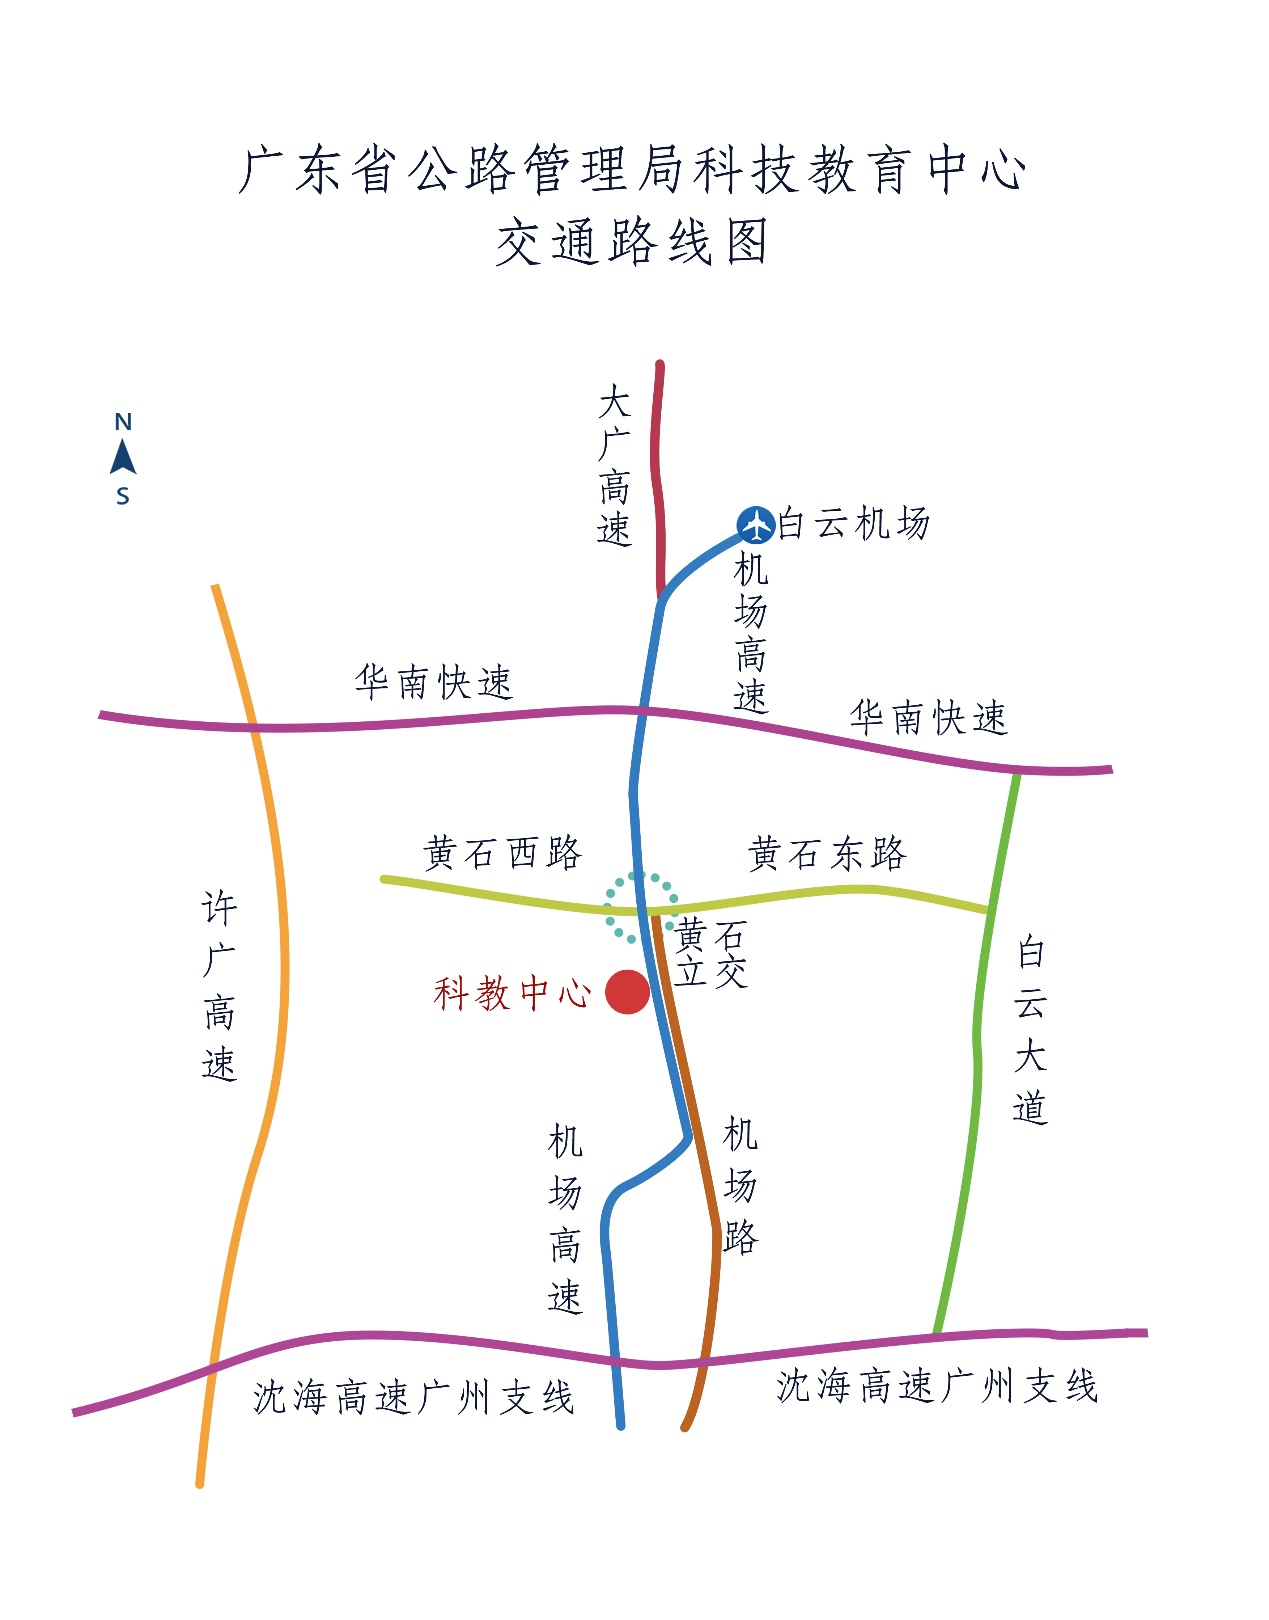 广东省公路管理局科技教育中心
交通路线图
大广高速
N
S
白云机场
机场高速
华南快速
华南快速
黄石西路
黄石东路
许广高速
黄石
立交
白云大道
科教中心
机场高速
机场路
沈海高速广州支线
沈海高速广州支线